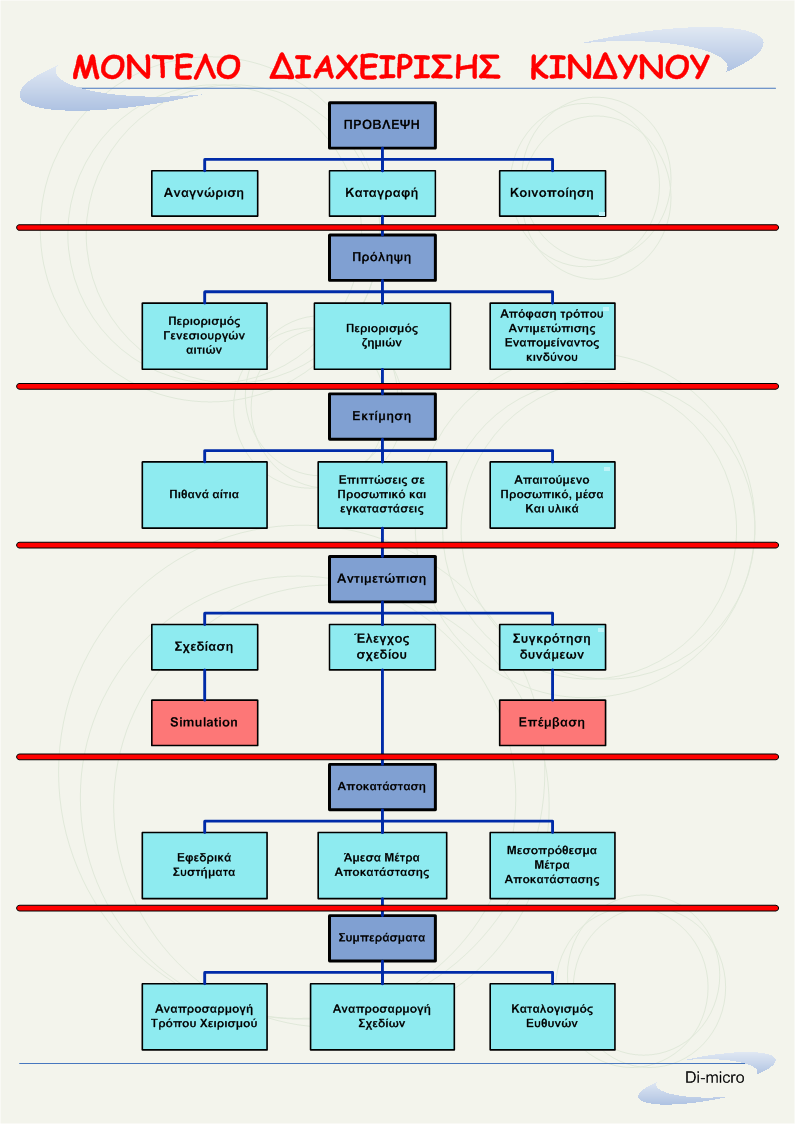 ΜΟΝΤΕΛΟ ΔΙΑΧΕΙΡΙΣΗΣ ΚΙΝΔΥΝΟΥ
ΠΡΟΒΛΕΨΗ
Αναγνώριση
Καταγραφή
Κοινοποίηση
Πρόληψη
Περιορισμός
Γενεσιουργών
αιτιών
Περιορισμός
ζημιών
Απόφαση τρόπου
Αντιμετώπισης
Εναπομείναντος
κινδύνου
Εκτίμηση
Πιθανά αίτια
Επιπτώσεις σε
Προσωπικό και
εγκαταστάσεις
Απαιτούμενο
Προσωπικό, μέσα
Και υλικά
Αντιμετώπιση
Σχεδίαση
Έλεγχος
σχεδίου
Συγκρότηση
δυνάμεων
Simulation
Επέμβαση
Αποκατάσταση
Εφεδρικά
Συστήματα
Άμεσα Μέτρα
Αποκατάστασης
Μεσοπρόθεσμα
Μέτρα
Αποκατάστασης
Συμπεράσματα
Αναπροσαρμογή
Τρόπου Χειρισμού
Αναπροσαρμογή
Σχεδίων
Καταλογισμός
Ευθυνών
Di-micro